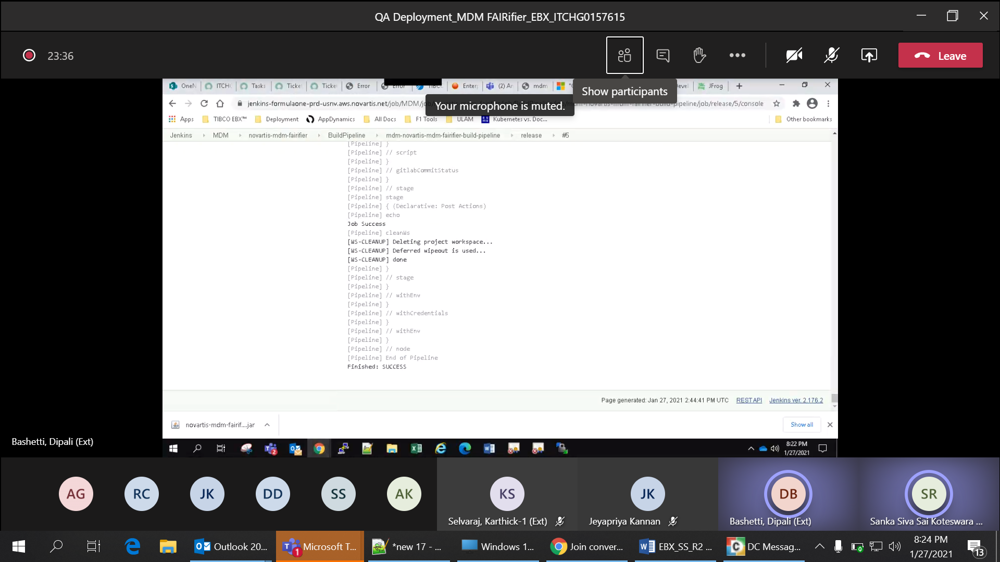 QA Deployment_MDM FAIRifier_EBX_ITCHG0157615
23:36
Leave
Show participants
Your microphone is muted.
OneN
ITCHC
Tasks
Ticke
Ticke
Error
Error
Enter
(2) A
mdm
JFrog
jenkins-formulaone-prd-usnv.aws.novartis.net/job/MDM/job
mdm-novartis-mdm-fairifier-build-pipeline/job/release/5/console
Apps
TIBCO EBX™
Deployment
AppDynamics
All Docs
F1 Tools
ULAM
Kubernetes vs. Doc...
Other bookmarks
Jenkins
MDM
novartis-mdm-fairifier
BuildPipeline
mdm-novartis-mdm-fairifier-build-pipeline
release
#5
[Pipeline] }
[Pipeline] // script
[Pipeline] }
[Pipeline] // gitlabCommitStatus
[Pipeline] }
[Pipeline] // stage
[Pipeline] stage
[Pipeline] { (Declarative: Post Actions)
[Pipeline] echo
Job Success
[Pipeline] cleanWs
[WS-CLEANUP] Deleting project workspace...
[WS-CLEANUP] Deferred wipeout is used...
[WS-CLEANUP] done
[Pipeline] }
[Pipeline] // stage
[Pipeline] }
[Pipeline] // withEnv
[Pipeline] }
[Pipeline] // withCredentials
[Pipeline] }
[Pipeline] // withEnv
[Pipeline] }
[Pipeline] // node
[Pipeline] End of Pipeline
Finished: SUCCESS
Page generated: Jan 27, 2021 2:44:41 PM UTC
REST API
Jenkins ver. 2.176.2
novartis-mdm-fairif....jar
Show all
Bashetti, Dipali (Ext)
8:22 PM
1/27/2021
AG
RC
JK
DD
SS
AK
KS
Selvaraj, Karthick-1 (Ext)
JK
Jeyapriya Kannan
DB
Bashetti, Dipali (Ext)
SR
Sanka Siva Sai Koteswara ...
Outlook 20...
Microsoft T...
*new 17 - ...
Windows 1...
Join conver...
EBX_SS_R2 ...
DC Messag...
8:24 PM
1/27/2021
13